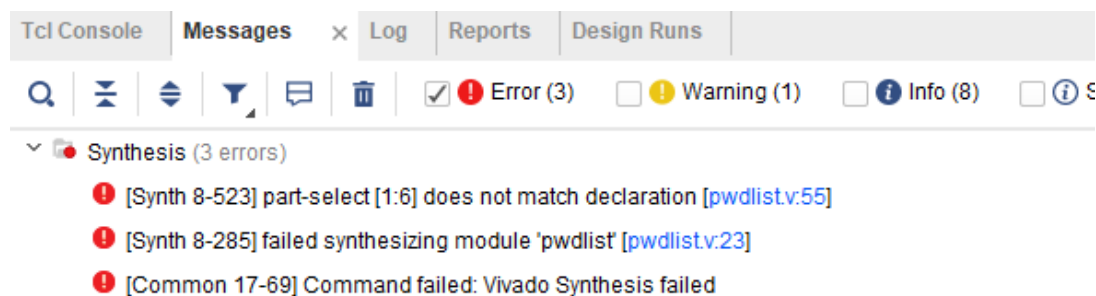 Tcl Console Messages × Log Reports Design Runs
Error (3) Warning (1) Info (8) S
Synthesis (3 errors)
[Synth 8-523] part-select [1:6] does not match declaration [pwdlist.v:55]
[Synth 8-285] failed synthesizing module 'pwdlist' [pwdlist.v:23]
[Common 17-69] Command failed: Vivado Synthesis failed